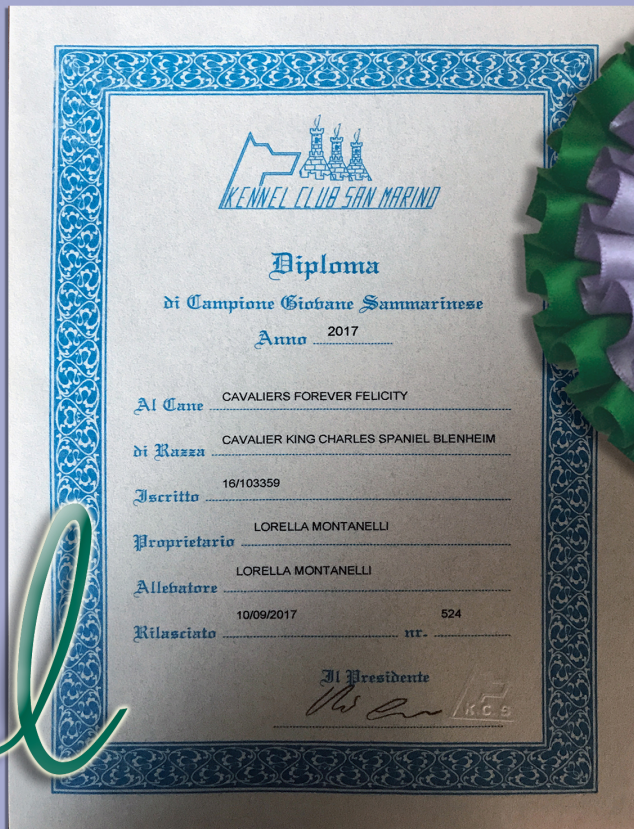 KENNEL CLUB SAN MARINO
Diploma
di Campione Giovane Sammarinese
Anno 2017
Al Cane CAVALIERS FOREVER FELICITY
di Razza CAVALIER KING CHARLES SPANIEL BLENHEIM
Iscritto 16/103359
Proprietario LORELLA MONTANELLI
Allevatore LORELLA MONTANELLI
Rilasciato 10/09/2017 nr. 524
Il Presidente
K.C.S
l